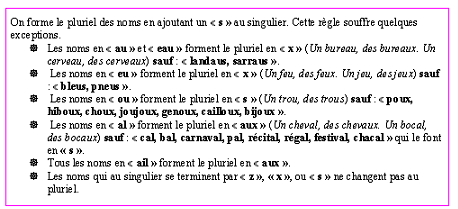 On forme le pluriel des noms en ajoutant un « s » au singulier. Cette règle souffre quelques
exceptions.
Les noms en « au » et « eau » forment le pluriel en « x » (Un bureau, des bureaux. Un
cerveau, des cerveaux) sauf : « landaus, sarraus ».
Les noms en « eu » forment le pluriel en « x » (Un feu, des feux. Un jeu, des jeux) sauf
: « bleus, pneus ».
Les noms en « ou » forment le pluriel en « s » (Un trou, des trous) sauf : « poux,
hiboux, choux, joujoux, genoux, cailloux, bijoux ».
Les noms en « al » forment le pluriel en « aux » (Un cheval, des chevaux. Un bocal,
des bocaux) sauf : « cal, bal, carnaval, pal, récital, régal, festival, chacal » qui le font
en « s ».
Tous les noms en « ail » forment le pluriel en « aux ».
Les noms qui au singulier se terminent par « z », « x », ou « s » ne changent pas au
pluriel.